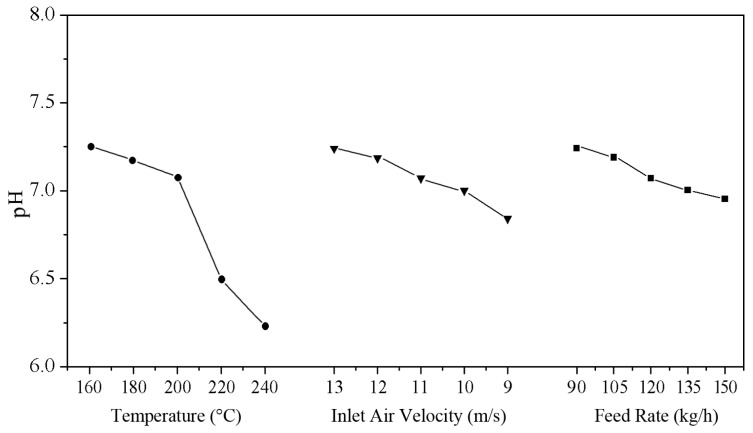 8.0
7.5
7.0
6.5
6.0
pH
160 180 200 220 240 13 12 11 10 9 90 105 120 135 150
Temperature (°C) Inlet Air Velocity (m/s) Feed Rate (kg/h)